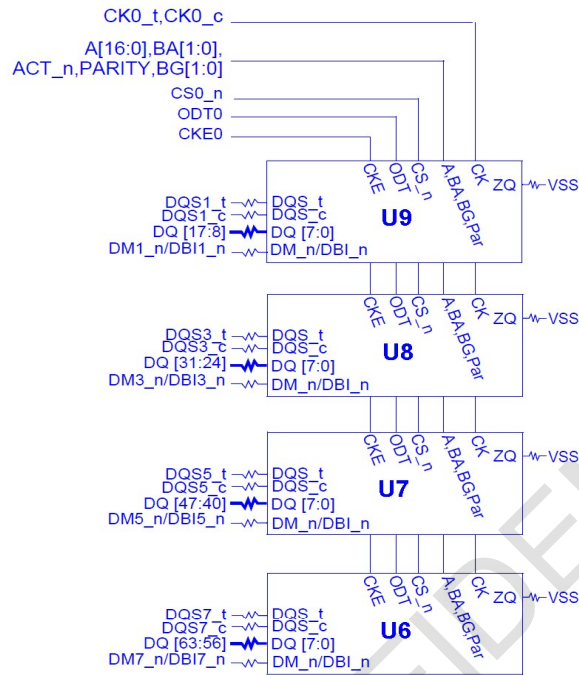 CK0_t,CK0_c
A[16:0],BA[1:0],
ACT_n,PARITY,BG[1:0]
CS0_n
ODT0
CKE0
CKE ODT CS_n A,BA,BG,Par CK ZQ VSS
DQS1_t DQS_t
DQS1_c DQS_c
U9
DQ [17:8] DQ [7:0]
DM1_n/DBI1_n DM_n/DBI_n
CKE ODT CS_n A,BA,BG,Par CK ZQ VSS
DQS3_t DQS_t
DQS3_c DQS_c
U8
DQ [31:24] DQ [7:0]
DM3_n/DBI3_n DM_n/DBI_n
CKE ODT CS_n A,BA,BG,Par CK ZQ VSS
DQS5_t DQS_t
DQS5_c DQS_c
U7
DQ [47:40] DQ [7:0]
DM5_n/DBI5_n DM_n/DBI_n
CKE ODT CS_n A,BA,BG,Par CK ZQ VSS
DQS7_t DQS_t
DQS7_c DQS_c
U6
DQ [63:56] DQ [7:0]
DM7_n/DBI7_n DM_n/DBI_n
FIDEN